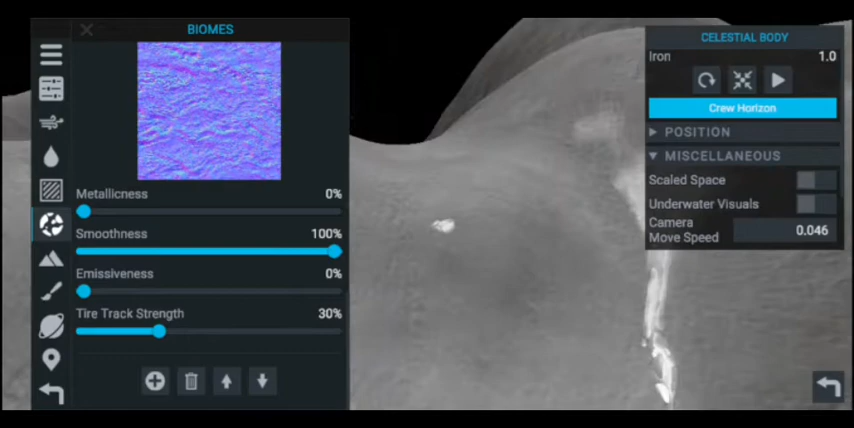 BIOMES
Metallicness 0%
Smoothness 100%
Emissiveness 0%
Tire Track Strength 30%
CELESTIAL BODY
Iron 1.0
Crew Horizon
POSITION
MISCELLANEOUS
Scaled Space
Underwater Visuals
Camera
Move Speed 0.046